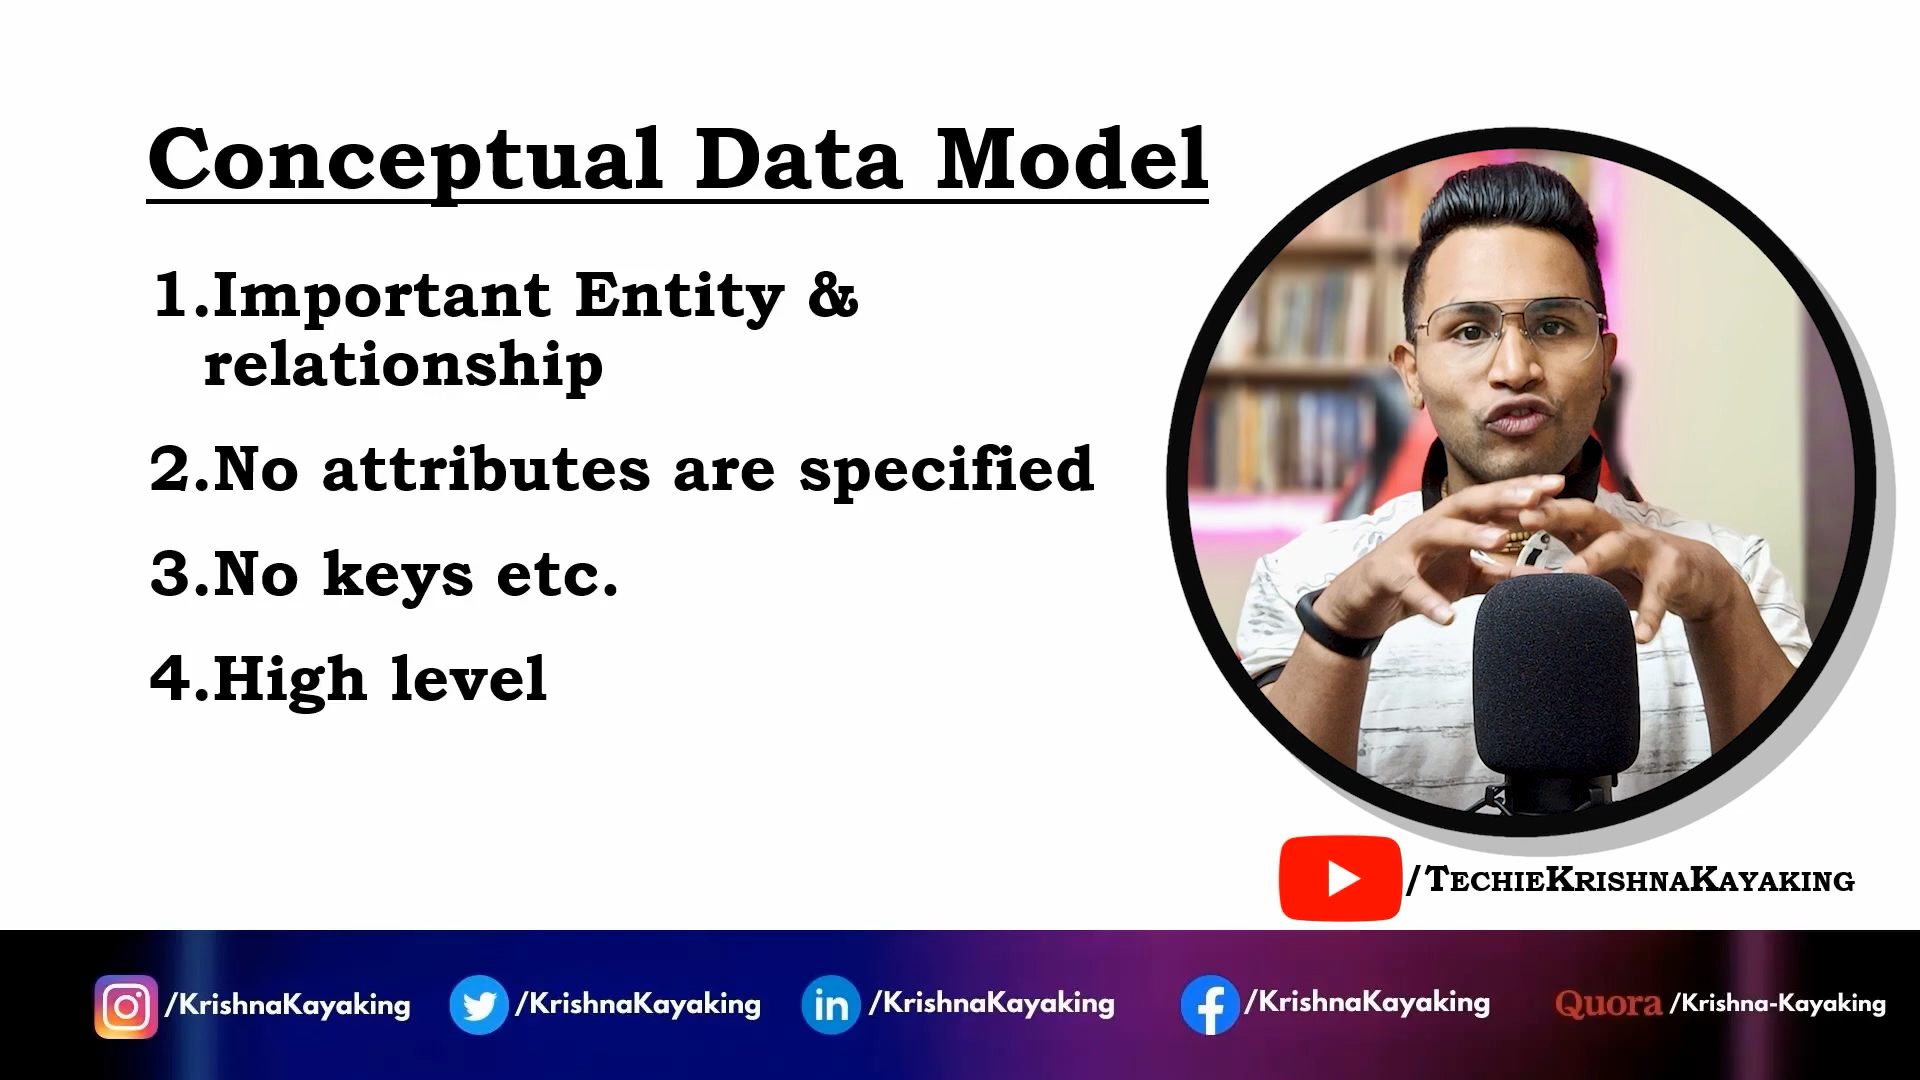 Conceptual Data Model
1.Important Entity &
relationship
2.No attributes are specified
3.No keys etc.
4.High level
/TechieKrishnaKayaking
/KrishnaKayaking /KrishnaKayaking in /KrishnaKayaking f /KrishnaKayaking Quora /Krishna-Kayaking